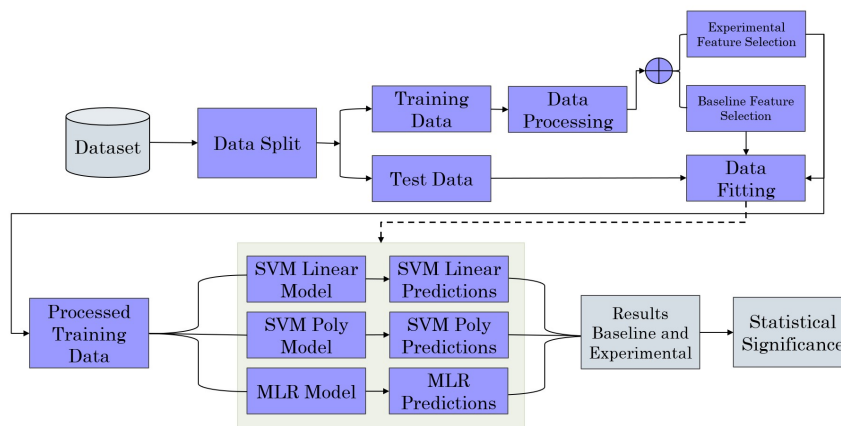 Experimental
Feature Selection
Training
Data
Data
Processing
Baseline Feature
Selection
Dataset
Data Split
Test Data
Data
Fitting
SVM Linear
Model
SVM Linear
Predictions
Processed
Training
Data
SVM Poly
Model
SVM Poly
Predictions
Results
Baseline and
Experimental
Statistical
Significance
MLR Model
MLR
Predictions